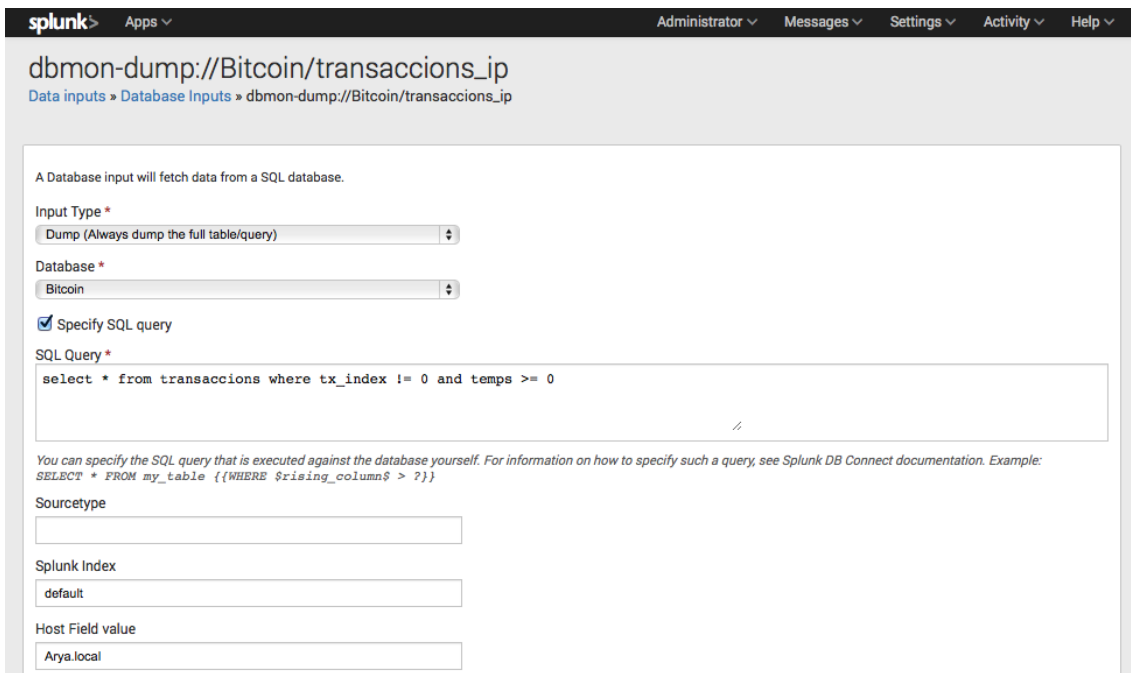 splunk> Apps Administrator Messages Settings Activity Help
dbmon-dump://Bitcoin/transaccions_ip
Data inputs » Database Inputs » dbmon-dump://Bitcoin/transaccions_ip
A Database input will fetch data from a SQL database.
Input Type *
Dump (Always dump the full table/query)
Database *
Bitcoin
Specify SQL query
SQL Query *
select * from transaccions where tx_index != 0 and temps >= 0
You can specify the SQL query that is executed against the database yourself. For information on how to specify such a query, see Splunk DB Connect documentation. Example:
SELECT * FROM my_table {{WHERE $rising_column$ > ?}}
Sourcetype
Splunk Index
default
Host Field value
Arya.local